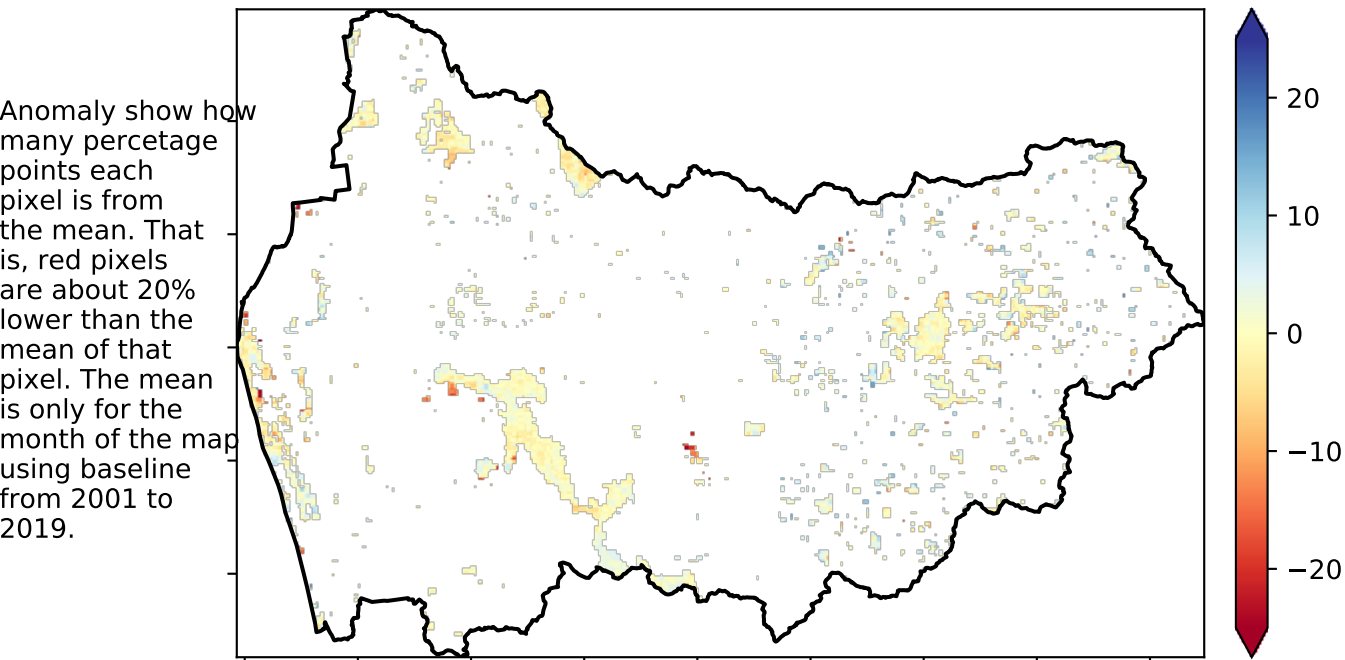 Anomaly show how
many percetage
points each
pixel is from
the mean. That
is, red pixels
are about 20%
lower than the
mean of that
pixel. The mean
is only for the
month of the map
using baseline
from 2001 to
2019.
20
10
0
−10
−20